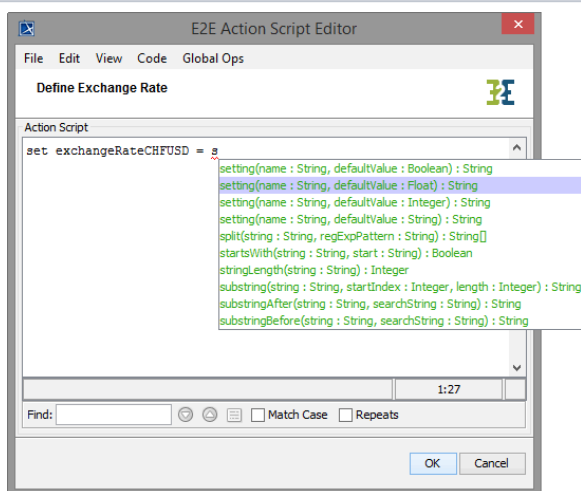 E2E Action Script Editor
File Edit View Code Global Ops
Define Exchange Rate
E2E
Action Script
set exchangeRateCHFUSD = s
setting(name : String, defaultValue : Boolean) : String
setting(name : String, defaultValue : Float) : String
setting(name : String, defaultValue : Integer) : String
setting(name : String, defaultValue : String) : String
split(string : String, regExpPattern : String) : String[]
startsWith(string : String, start : String) : Boolean
stringLength(string : String) : Integer
substring(string : String, startIndex : Integer, length : Integer) : String
substringAfter(string : String, searchString : String) : String
substringBefore(string : String, searchString : String) : String
1:27
Find: Match Case Repeats
OK Cancel